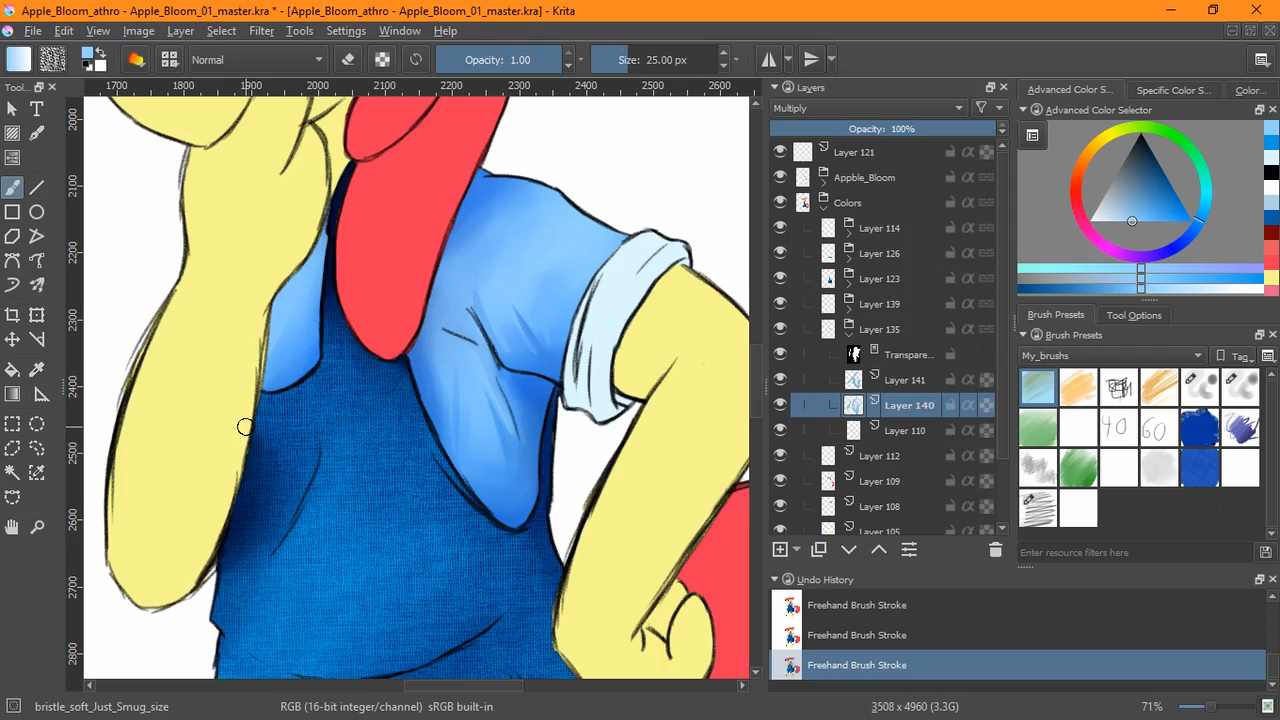 Apple_Bloom_athro - Apple_Bloom_01_master.kra * - [Apple_Bloom_athro - Apple_Bloom_01_master.kra] - Krita
File Edit View Image Layer Select Filter Tools Settings Window Help
Normal Opacity: 1.00 Size: 25.00 px
Tool... 1700 1800 1900 2000 2100 2200 2300 2400 2500 2600
Layers
Advanced Color S... Specific Color S... Color...
Multiply
Advanced Color Selector
Opacity: 100%
Layer 121
Appble_Bloom
Colors
Layer 114
Layer 126
Layer 123
Layer 139
Layer 135
Transpare...
Layer 141
Layer 140
Layer 110
Layer 112
Layer 109
Layer 108
Layer 105
Brush Presets Tool Options
Brush Presets
My_brushes Tag
40 60
Enter resource filters here
Undo History
Freehand Brush Stroke
Freehand Brush Stroke
Freehand Brush Stroke
2000
2100
2200
2300
2400
2500
2600
2700
2800
bristle_soft_Just_Smug_size RGB (16-bit integer/channel) sRGB built-in 3508 x 4960 (3.3G) 71%